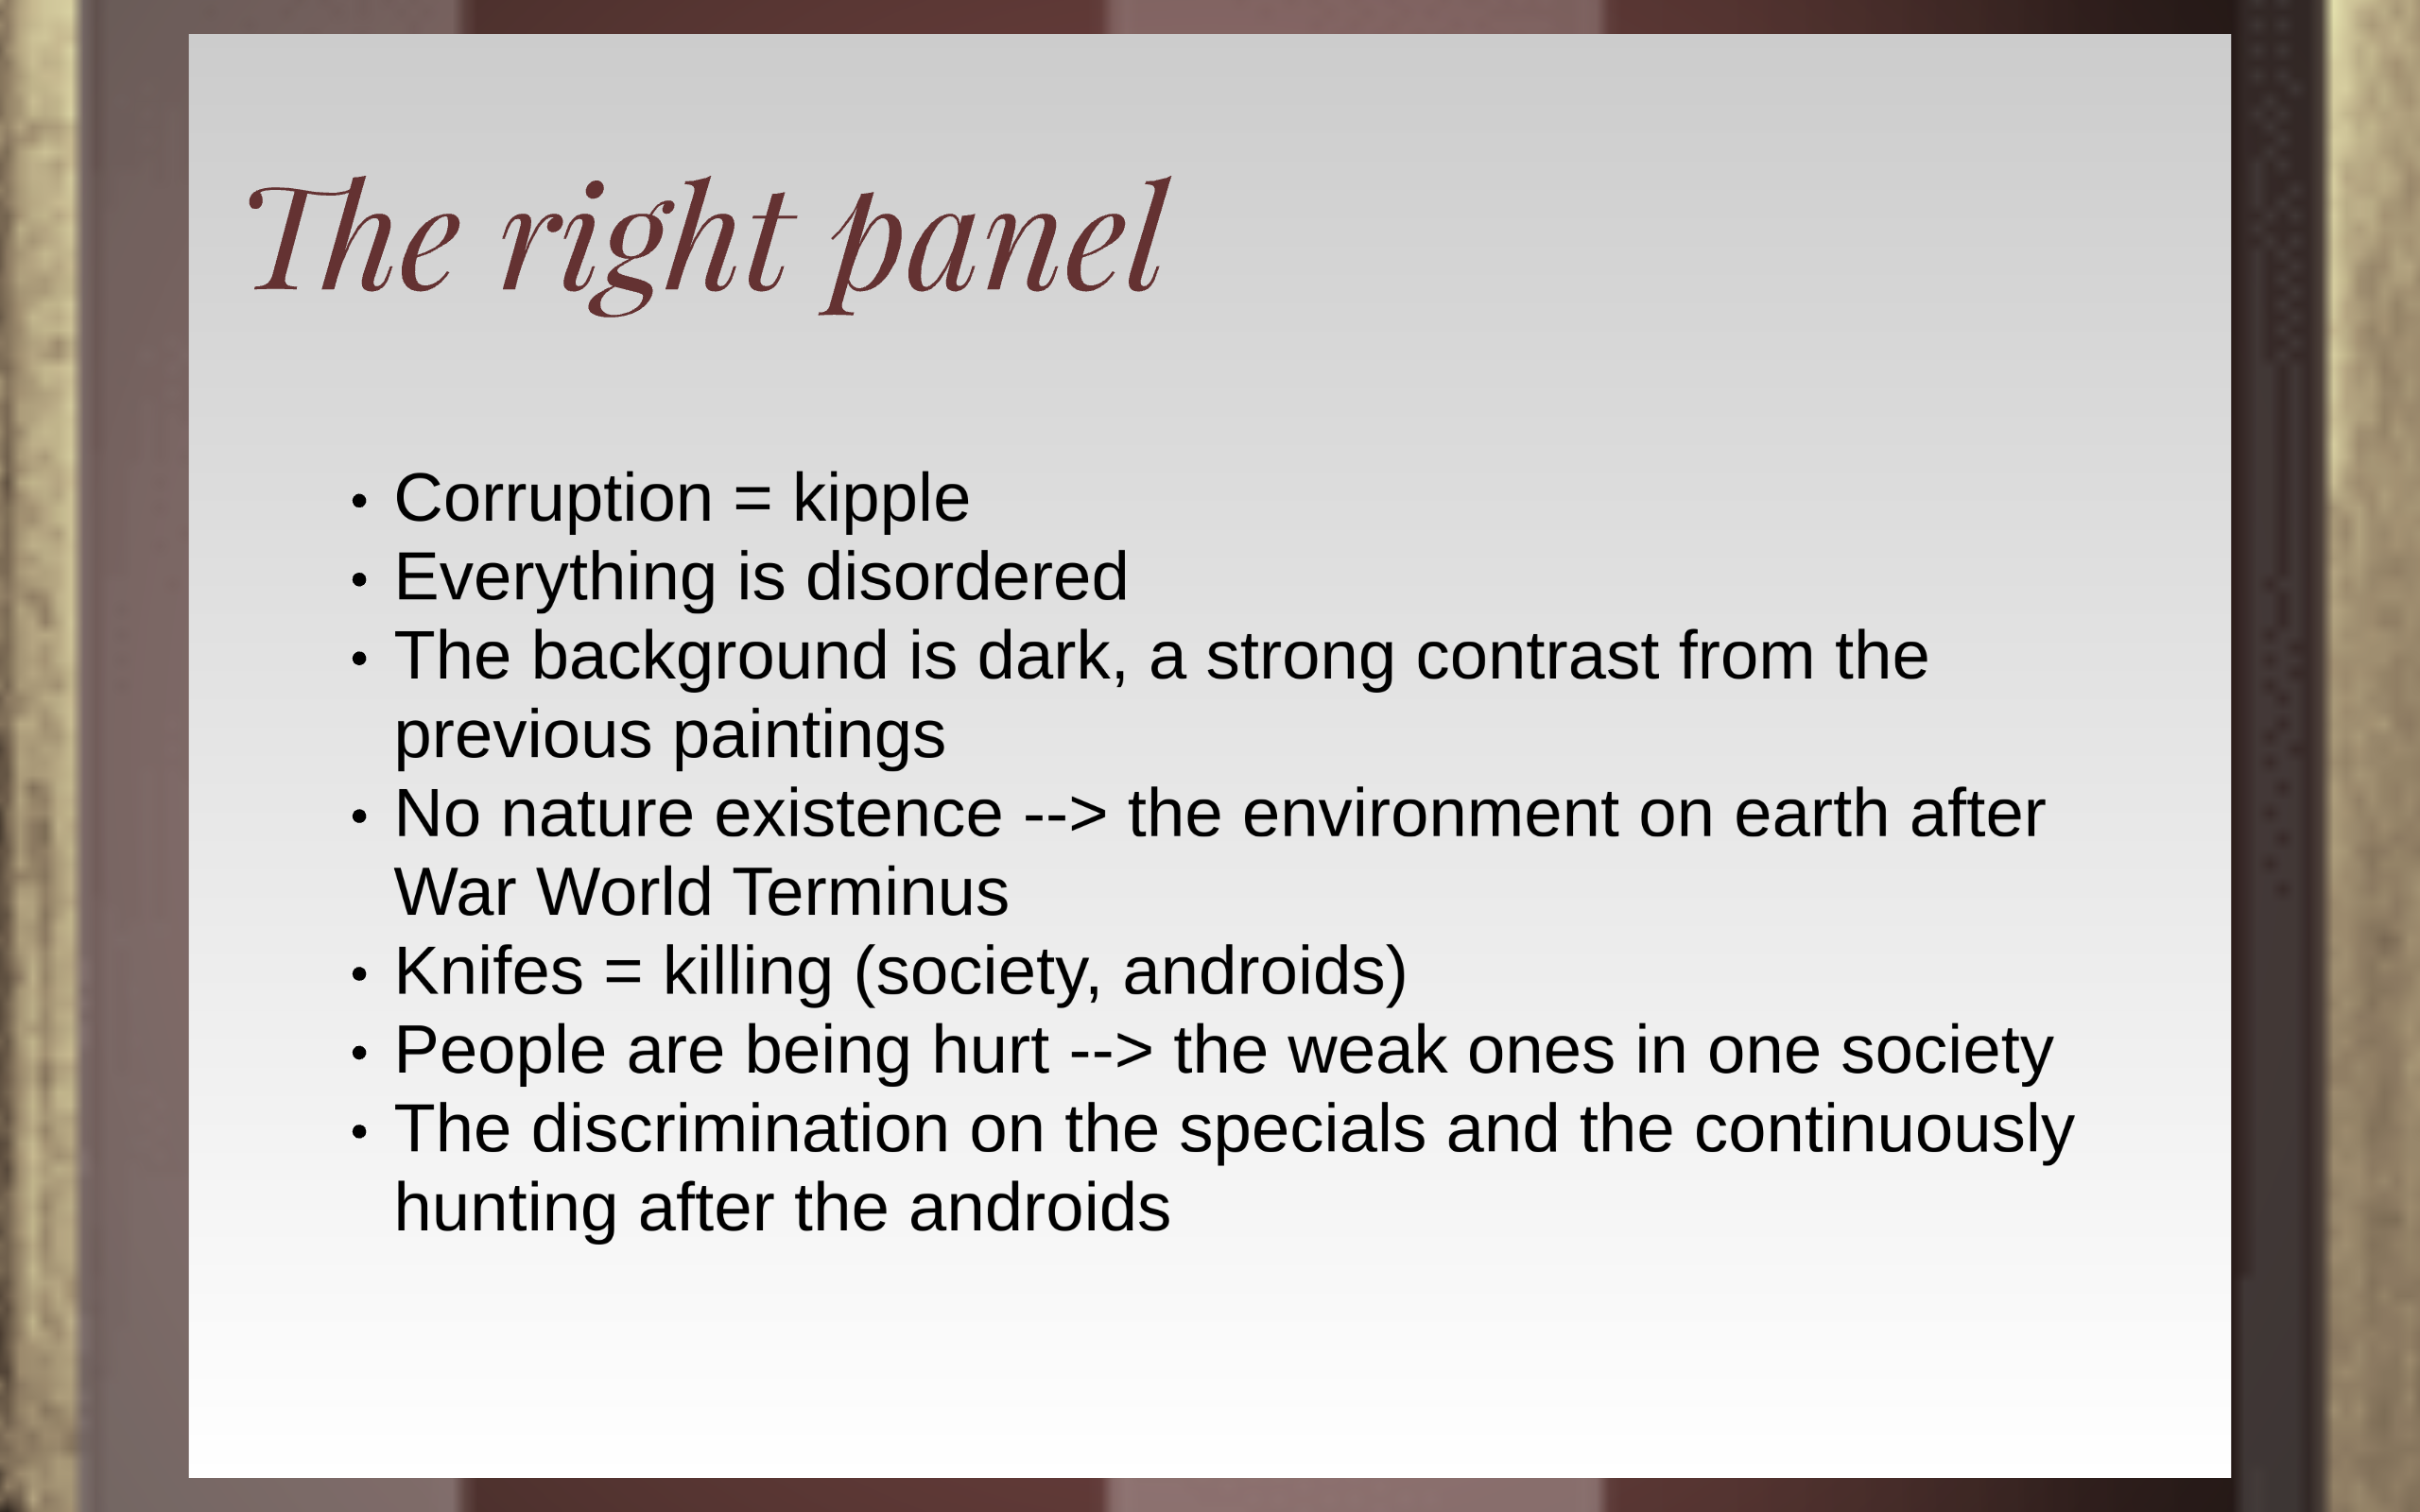 The right panel
• Corruption = kipple
• Everything is disordered
• The background is dark, a strong contrast from the
previous paintings
• No nature existence --> the environment on earth after
War World Terminus
• Knifes = killing (society, androids)
• People are being hurt --> the weak ones in one society
• The discrimination on the specials and the continuously
hunting after the androids